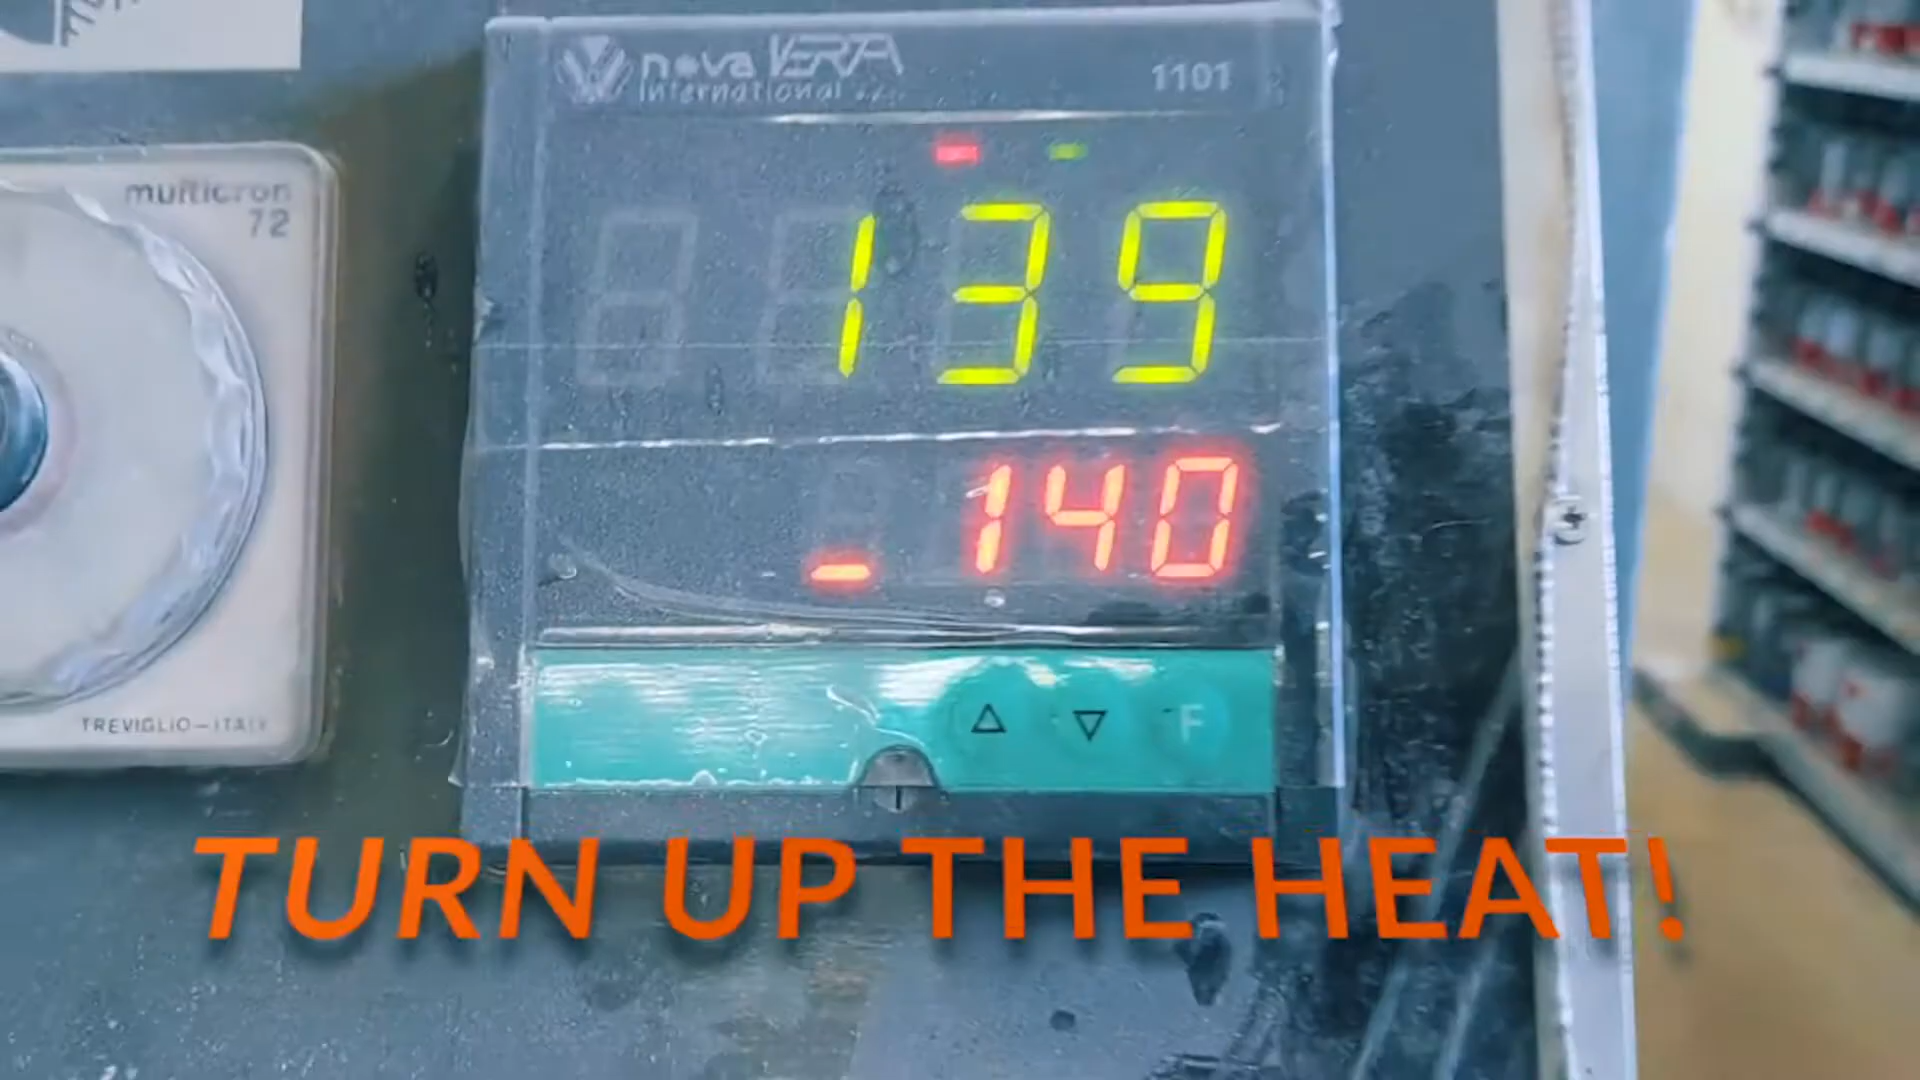 nova VERTA
international s.r.l.
1101
multicron
72
139
_ 140
F
TREVIGLIO-ITALY
TURN UP THE HEAT!